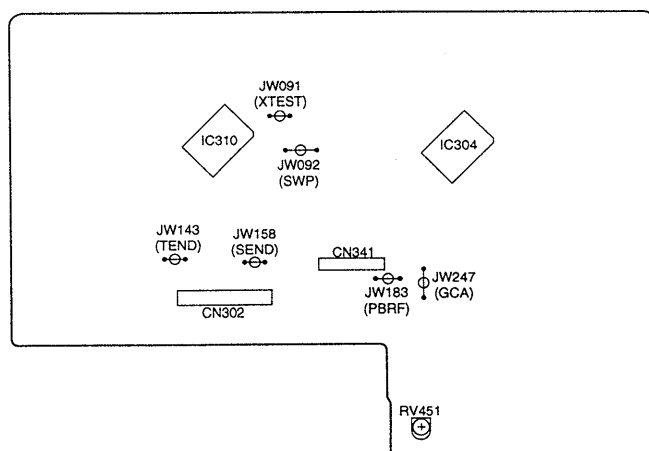 JW091
(XTEST)
IC310
IC304
JW092
(SWP)
JW143
(TEND)
JW158
(SEND)
CN341
JW247
(GCA)
JW183
(PBRF)
CN302
RV451